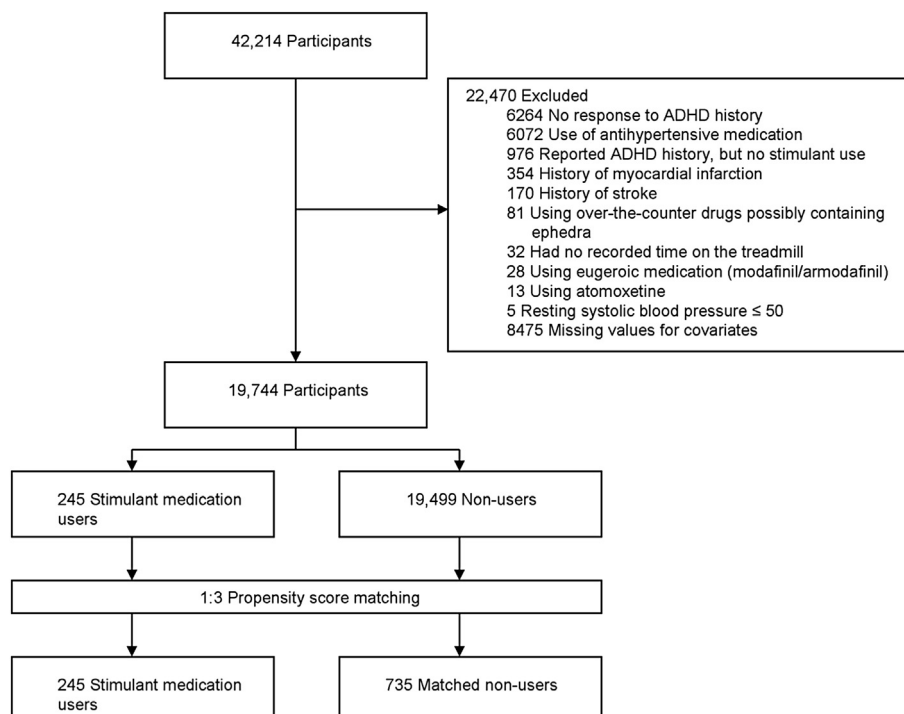 42,214 Participants
22,470 Excluded
6264 No response to ADHD history
6072 Use of antihypertensive medication
976 Reported ADHD history, but no stimulant use
354 History of myocardial infarction
170 History of stroke
81 Using over-the-counter drugs possibly containing
ephedra
32 Had no recorded time on the treadmill
28 Using eugeroic medication (modafinil/armodafinil)
13 Using atomoxetine
5 Resting systolic blood pressure ≤ 50
8475 Missing values for covariates
19,744 Participants
245 Stimulant medication
users
19,499 Non-users
1:3 Propensity score matching
245 Stimulant medication
users
735 Matched non-users